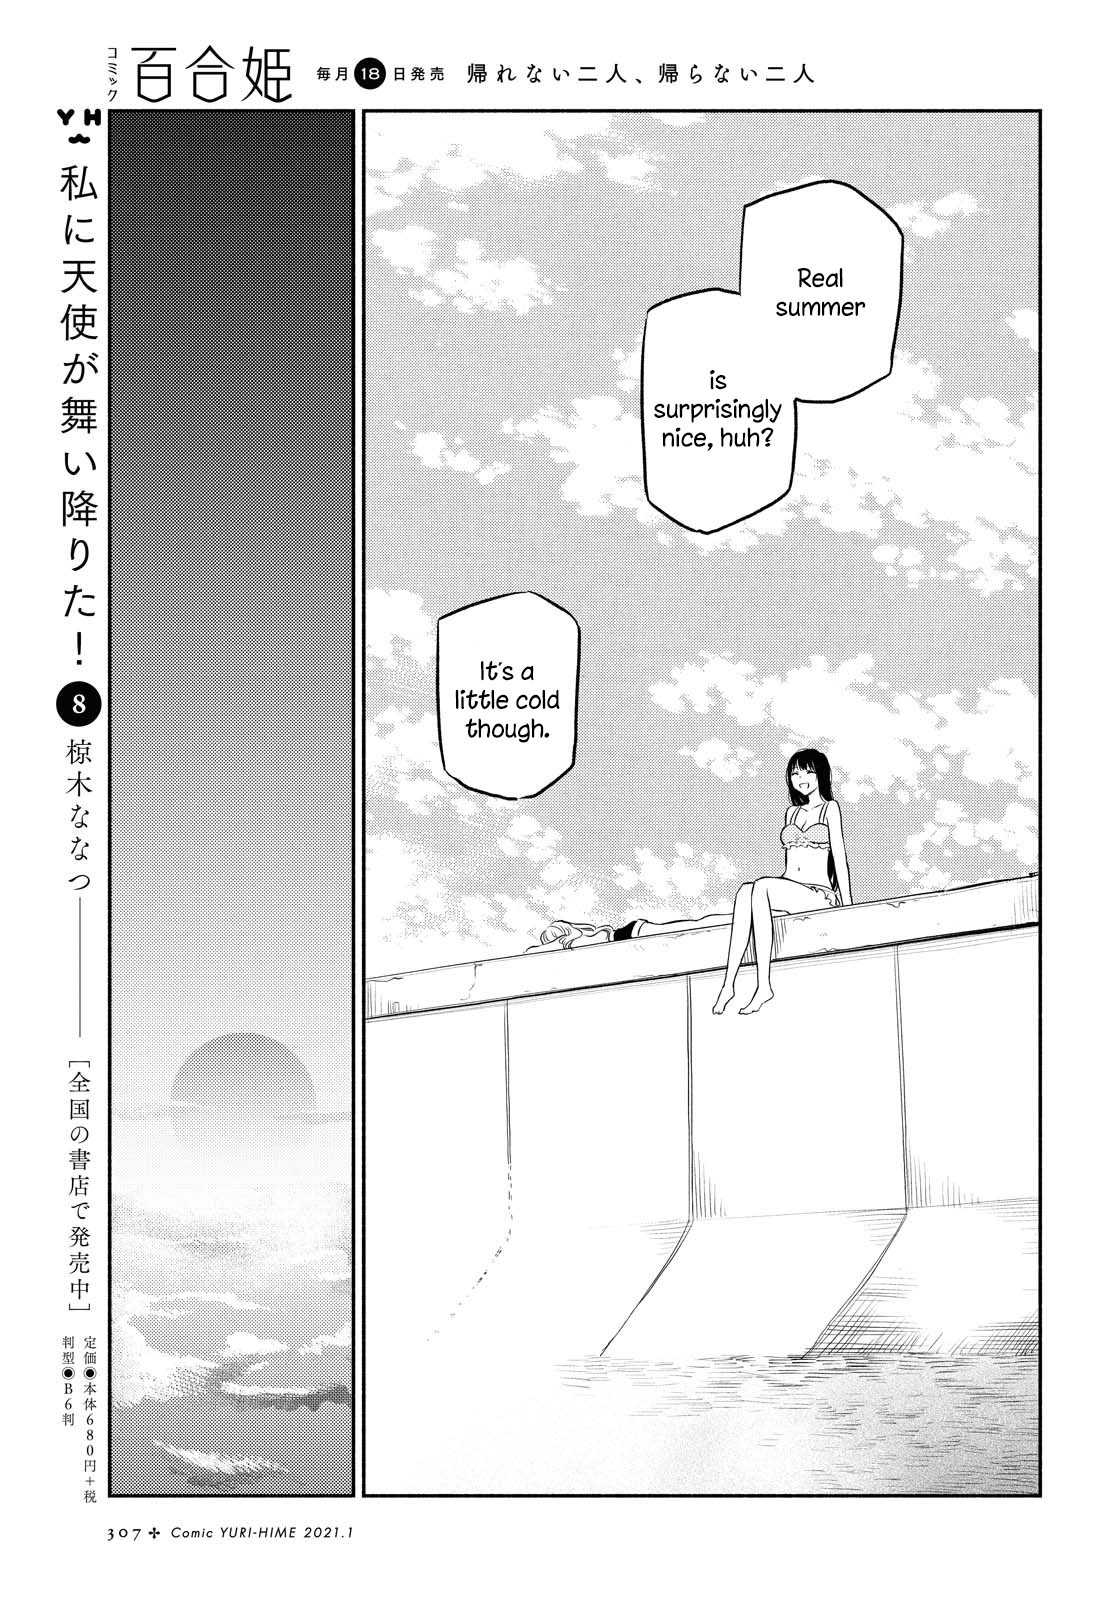 コミック百合姫 毎月18日発売 帰れない二人、帰らない二人
Real
summer
is
surprisingly
nice, huh?
It's a
little cold
though.
YH
私に天使が舞い降りた！ 8 椋木ななつ——［全国の書店で発売中］
定価●本体680円＋税
判型●B6判
307 ✢ Comic YURI-HIME 2021.1